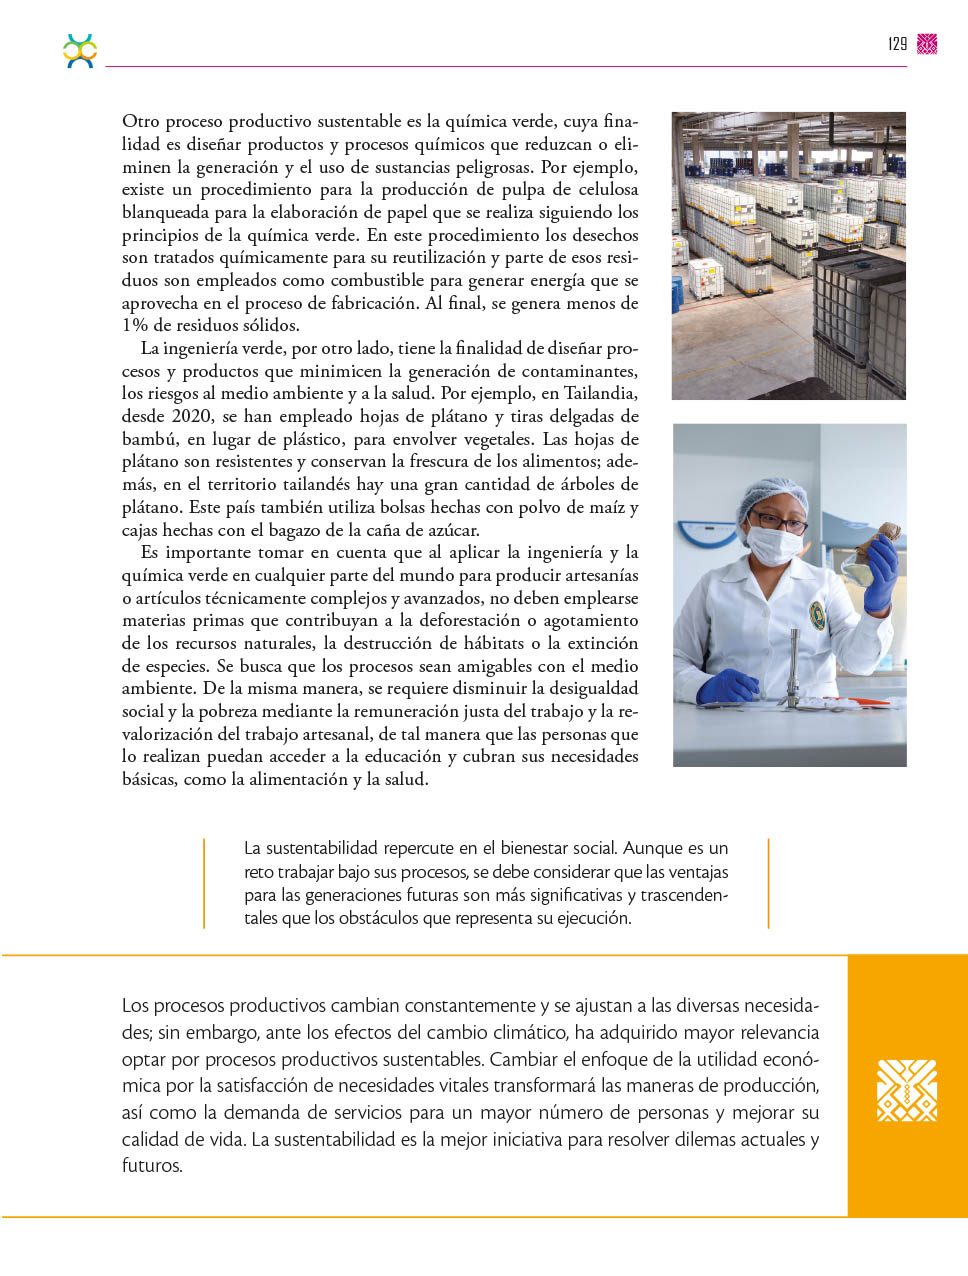 129
Otro proceso productivo sustentable es la química verde, cuya fina-
lidad es diseñar productos y procesos químicos que reduzcan o eli-
minen la generación y el uso de sustancias peligrosas. Por ejemplo,
existe un procedimiento para la producción de pulpa de celulosa
blanqueada para la elaboración de papel que se realiza siguiendo los
principios de la química verde. En este procedimiento los desechos
son tratados químicamente para su reutilización y parte de esos resi-
duos son empleados como combustible para generar energía que se
aprovecha en el proceso de fabricación. Al final, se genera menos de
1% de residuos sólidos.
La ingeniería verde, por otro lado, tiene la finalidad de diseñar pro-
cesos y productos que minimicen la generación de contaminantes,
los riesgos al medio ambiente y a la salud. Por ejemplo, en Tailandia,
desde 2020, se han empleado hojas de plátano y tiras delgadas de
bambú, en lugar de plástico, para envolver vegetales. Las hojas de
plátano son resistentes y conservan la frescura de los alimentos; ade-
más, en el territorio tailandés hay una gran cantidad de árboles de
plátano. Este país también utiliza bolsas hechas con polvo de maíz y
cajas hechas con el bagazo de la caña de azúcar.
Es importante tomar en cuenta que al aplicar la ingeniería y la
química verde en cualquier parte del mundo para producir artesanías
o artículos técnicamente complejos y avanzados, no deben emplearse
materias primas que contribuyan a la deforestación o agotamiento
de los recursos naturales, la destrucción de hábitats o la extinción
de especies. Se busca que los procesos sean amigables con el medio
ambiente. De la misma manera, se requiere disminuir la desigualdad
social y la pobreza mediante la remuneración justa del trabajo y la re-
valorización del trabajo artesanal, de tal manera que las personas que
lo realizan puedan acceder a la educación y cubran sus necesidades
básicas, como la alimentación y la salud.
La sustentabilidad repercute en el bienestar social. Aunque es un
reto trabajar bajo sus procesos, se debe considerar que las ventajas
para las generaciones futuras son más significativas y trascenden-
tales que los obstáculos que representa su ejecución.
Los procesos productivos cambian constantemente y se ajustan a las diversas necesida-
des; sin embargo, ante los efectos del cambio climático, ha adquirido mayor relevancia
optar por procesos productivos sustentables. Cambiar el enfoque de la utilidad econó-
mica por la satisfacción de necesidades vitales transformará las maneras de producción,
así como la demanda de servicios para un mayor número de personas y mejorar su
calidad de vida. La sustentabilidad es la mejor iniciativa para resolver dilemas actuales y
futuros.